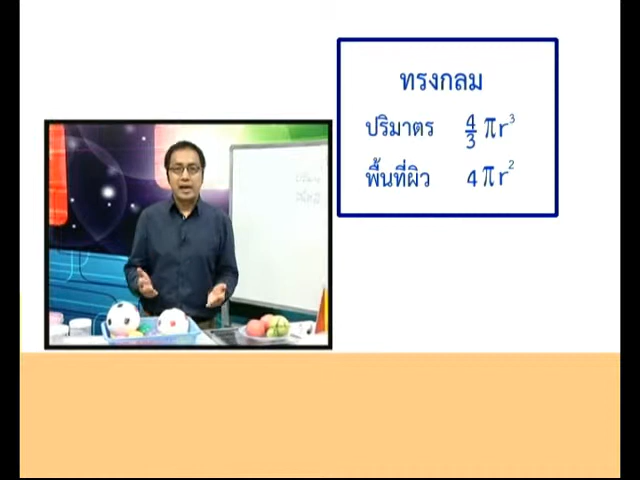 ทรงกลม
ปริมาตร 4/3 πr³
พื้นที่ผิว 4πr²